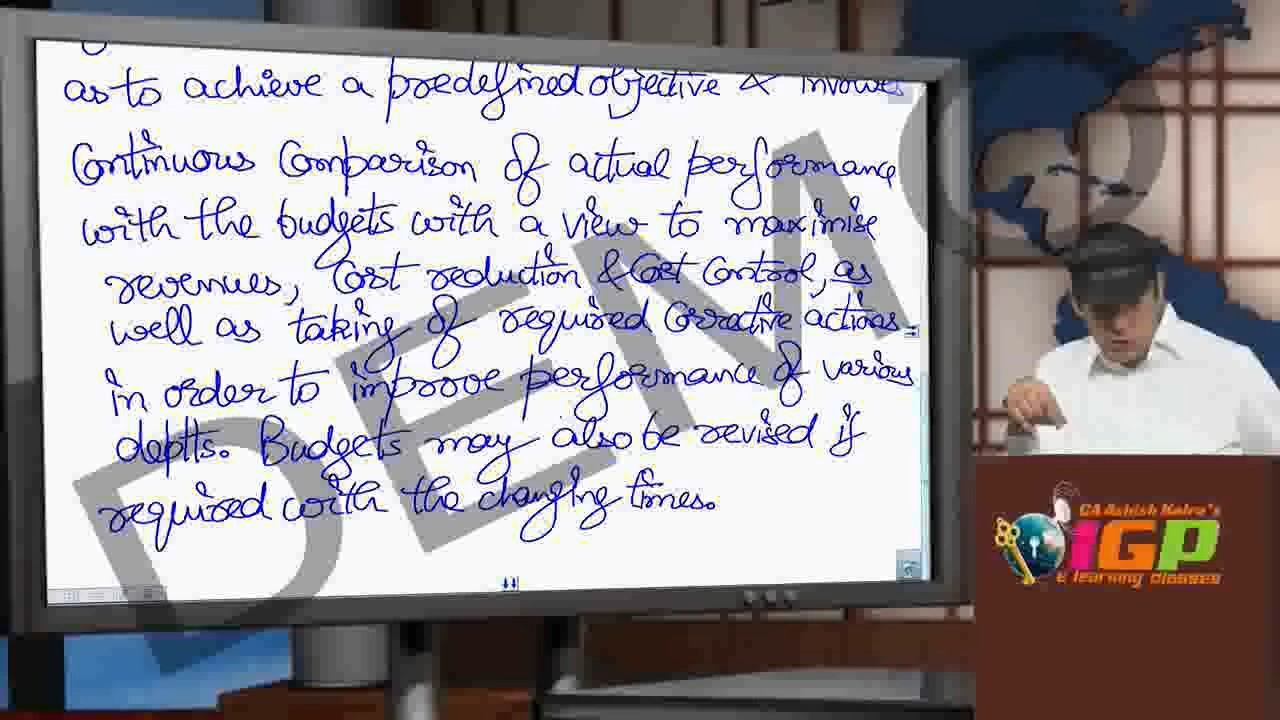 as to achieve a predefined objective & involves
Continuous Comparison of actual performance
with the budgets with a view to maximise
revenues, Cost reduction & Cost Control, as
well as taking of required Corrective actions
in order to improve performance of various
deptts. Budgets may also be revised if
required with the changing times.
DEMO
CA Ashish Kalra's
iGP
E learning Classes